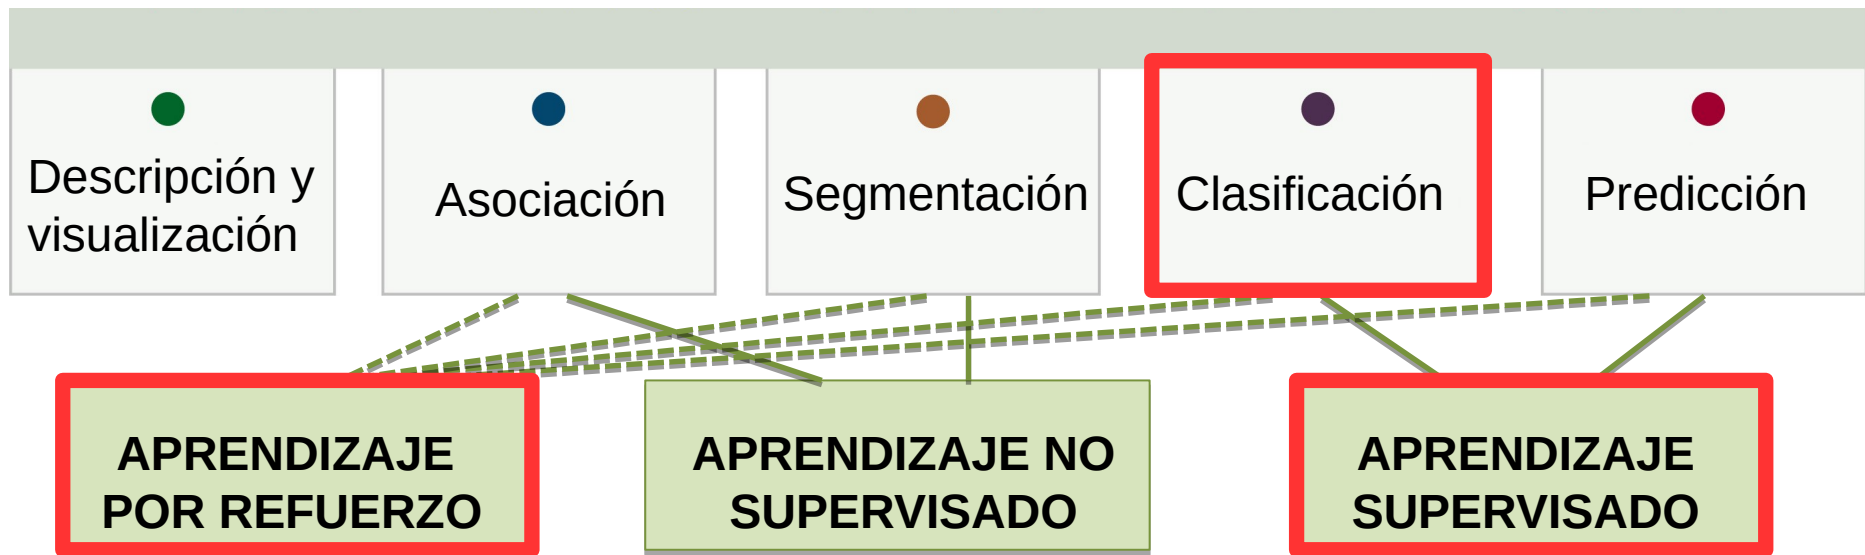 Descripción y
visualización
Asociación
Segmentación
Clasificación
Predicción
APRENDIZAJE
POR REFUERZO
APRENDIZAJE NO
SUPERVISADO
APRENDIZAJE
SUPERVISADO